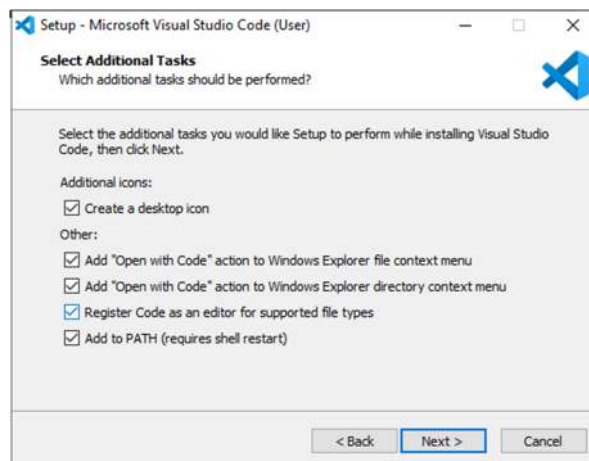 Setup - Microsoft Visual Studio Code (User)
Select Additional Tasks
Which additional tasks should be performed?
Select the additional tasks you would like Setup to perform while installing Visual Studio
Code, then click Next.
Additional icons:
Create a desktop icon
Other:
Add "Open with Code" action to Windows Explorer file context menu
Add "Open with Code" action to Windows Explorer directory context menu
Register Code as an editor for supported file types
Add to PATH (requires shell restart)
< Back Next > Cancel